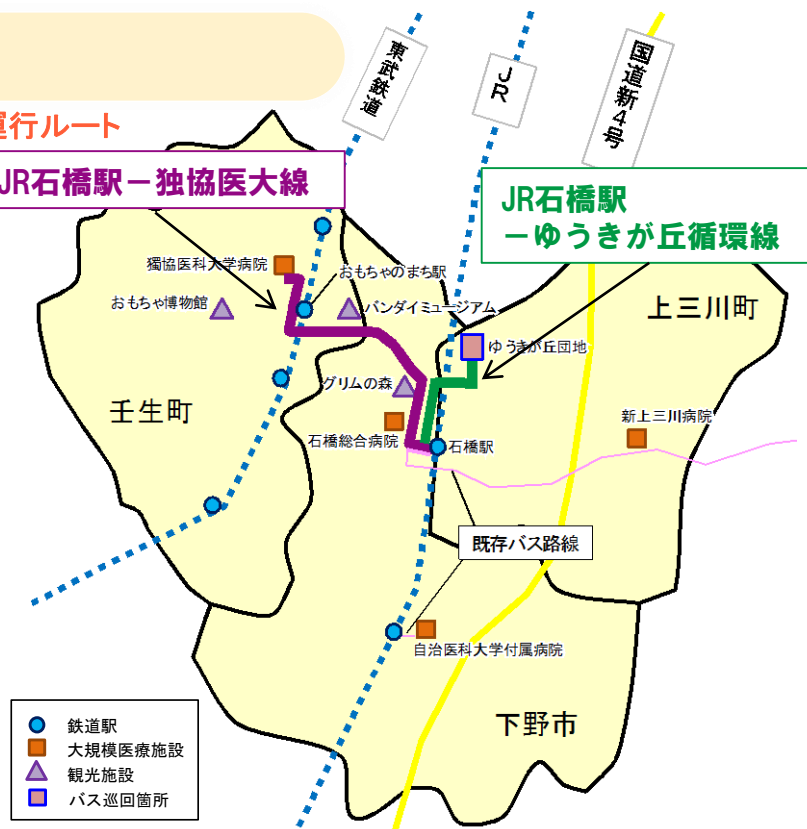 東武鉄道
JR
国道新4号
運行ルート
JR石橋駅－独協医大線
JR石橋駅
－ゆうきが丘循環線
獨協医科大学病院
おもちゃのまち駅
おもちゃ博物館
バンダイミュージアム
上三川町
ゆうきが丘団地
グリムの森
壬生町
新上三川病院
石橋総合病院
石橋駅
既存バス路線
自治医科大学付属病院
下野市
鉄道駅
大規模医療施設
観光施設
バス巡回箇所